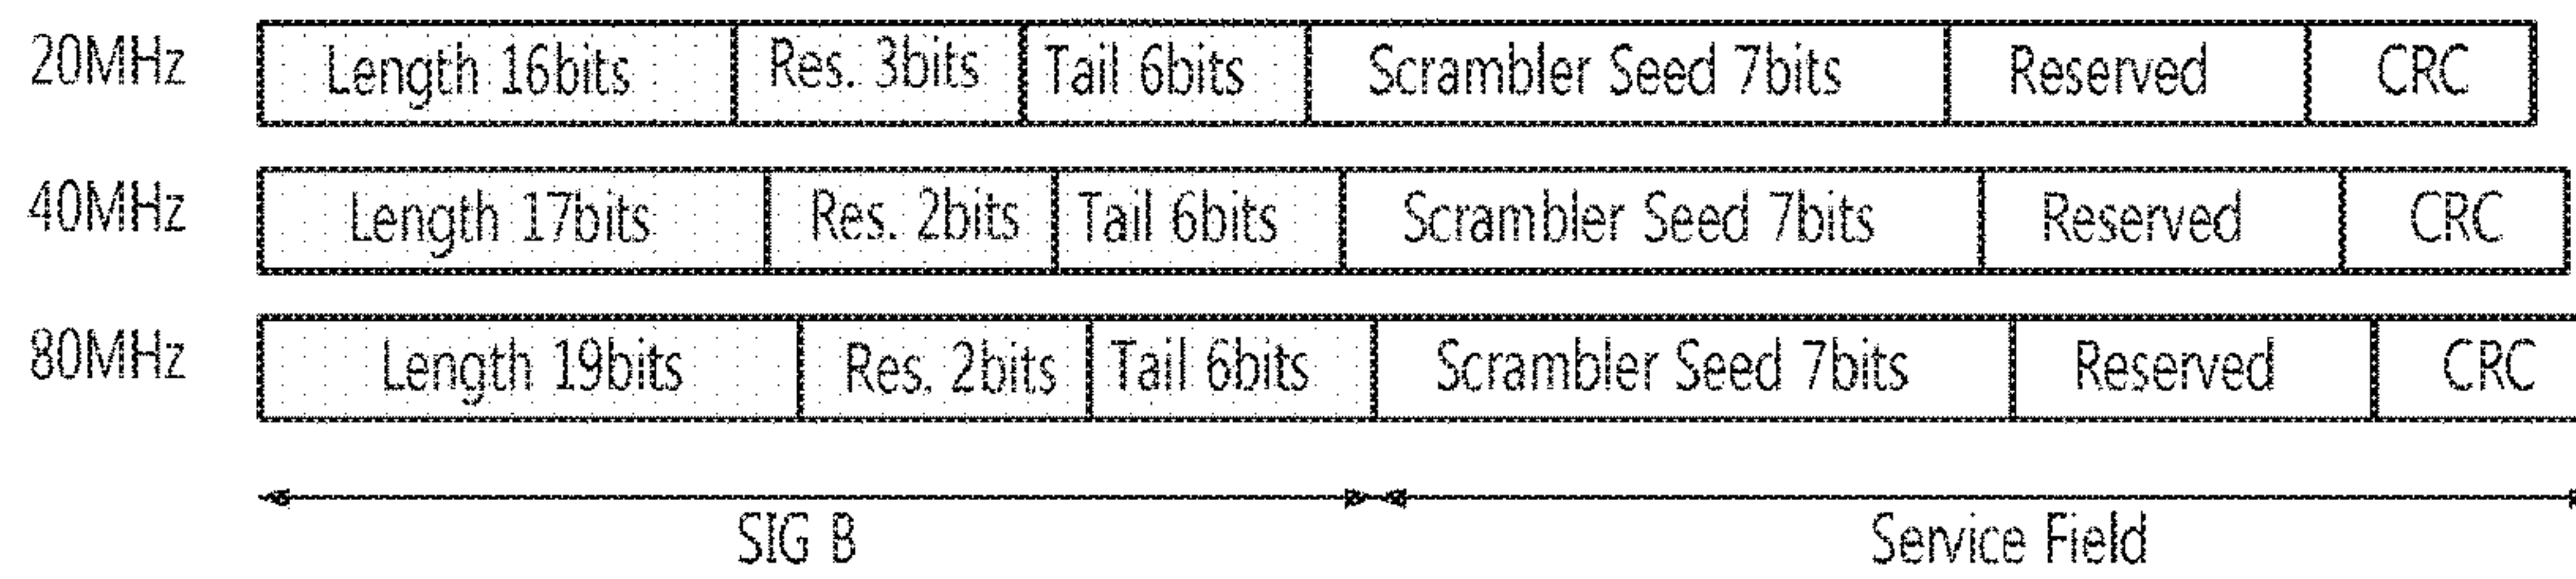 20MHz Length 16bits Res. 3bits Tail 6bits Scrambler Seed 7bits Reserved CRC
40MHz Length 17bits Res. 2bits Tail 6bits Scrambler Seed 7bits Reserved CRC
80MHz Length 19bits Res. 2bits Tail 6bits Scrambler Seed 7bits Reserved CRC
SIG B Service Field